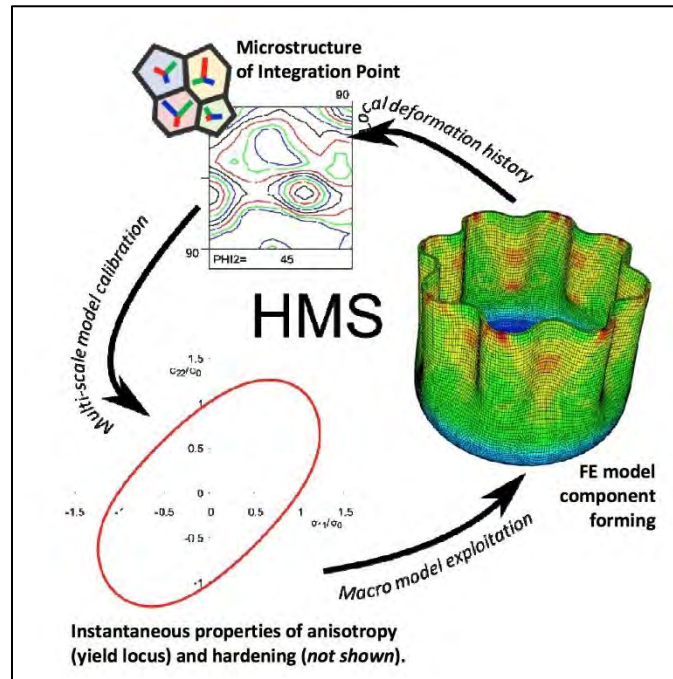 Microstructure
of Integration Point
90
Local deformation history
90
PHI2= 45
Multi-scale model calibration
HMS
1.5
σ22/σ0
1
0.5
0
-1.5
-1
-0.5
0
0.5
1
1.5
-0.5
σ11/σ0
-1
FE model
component
forming
Macro model exploitation
Instantaneous properties of anisotropy
(yield locus) and hardening (not shown).